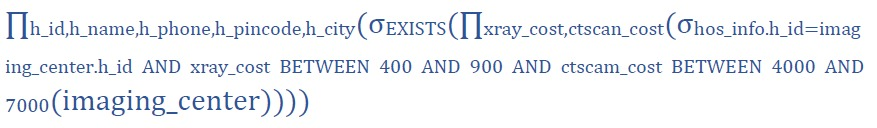 ∏h_id,h_name,h_phone,h_pincode,h_city(σEXISTS(∏xray_cost,ctscan_cost(σhos_info.h_id=imag
ing_center.h_id AND xray_cost BETWEEN 400 AND 900 AND ctscam_cost BETWEEN 4000 AND
7000(imaging_center))))